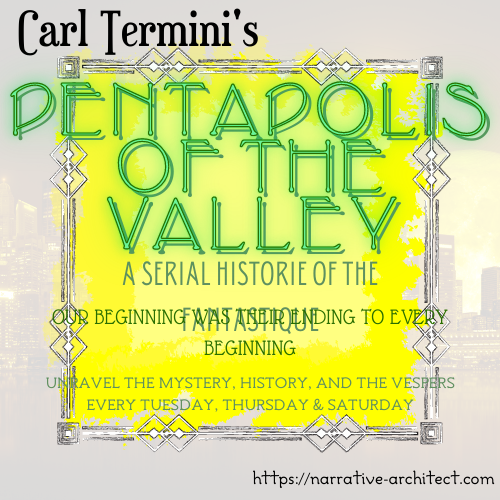 Carl Termini's
PENTAPOLIS
OF THE
VALLEY
A SERIAL HISTORIE OF THE
FANTASTIQUE
OUR BEGINNING WAS THEIR ENDING TO EVERY
BEGINNING
UNRAVEL THE MYSTERY, HISTORY, AND THE VESPERS
EVERY TUESDAY, THURSDAY & SATURDAY
https://narrative-architect.com